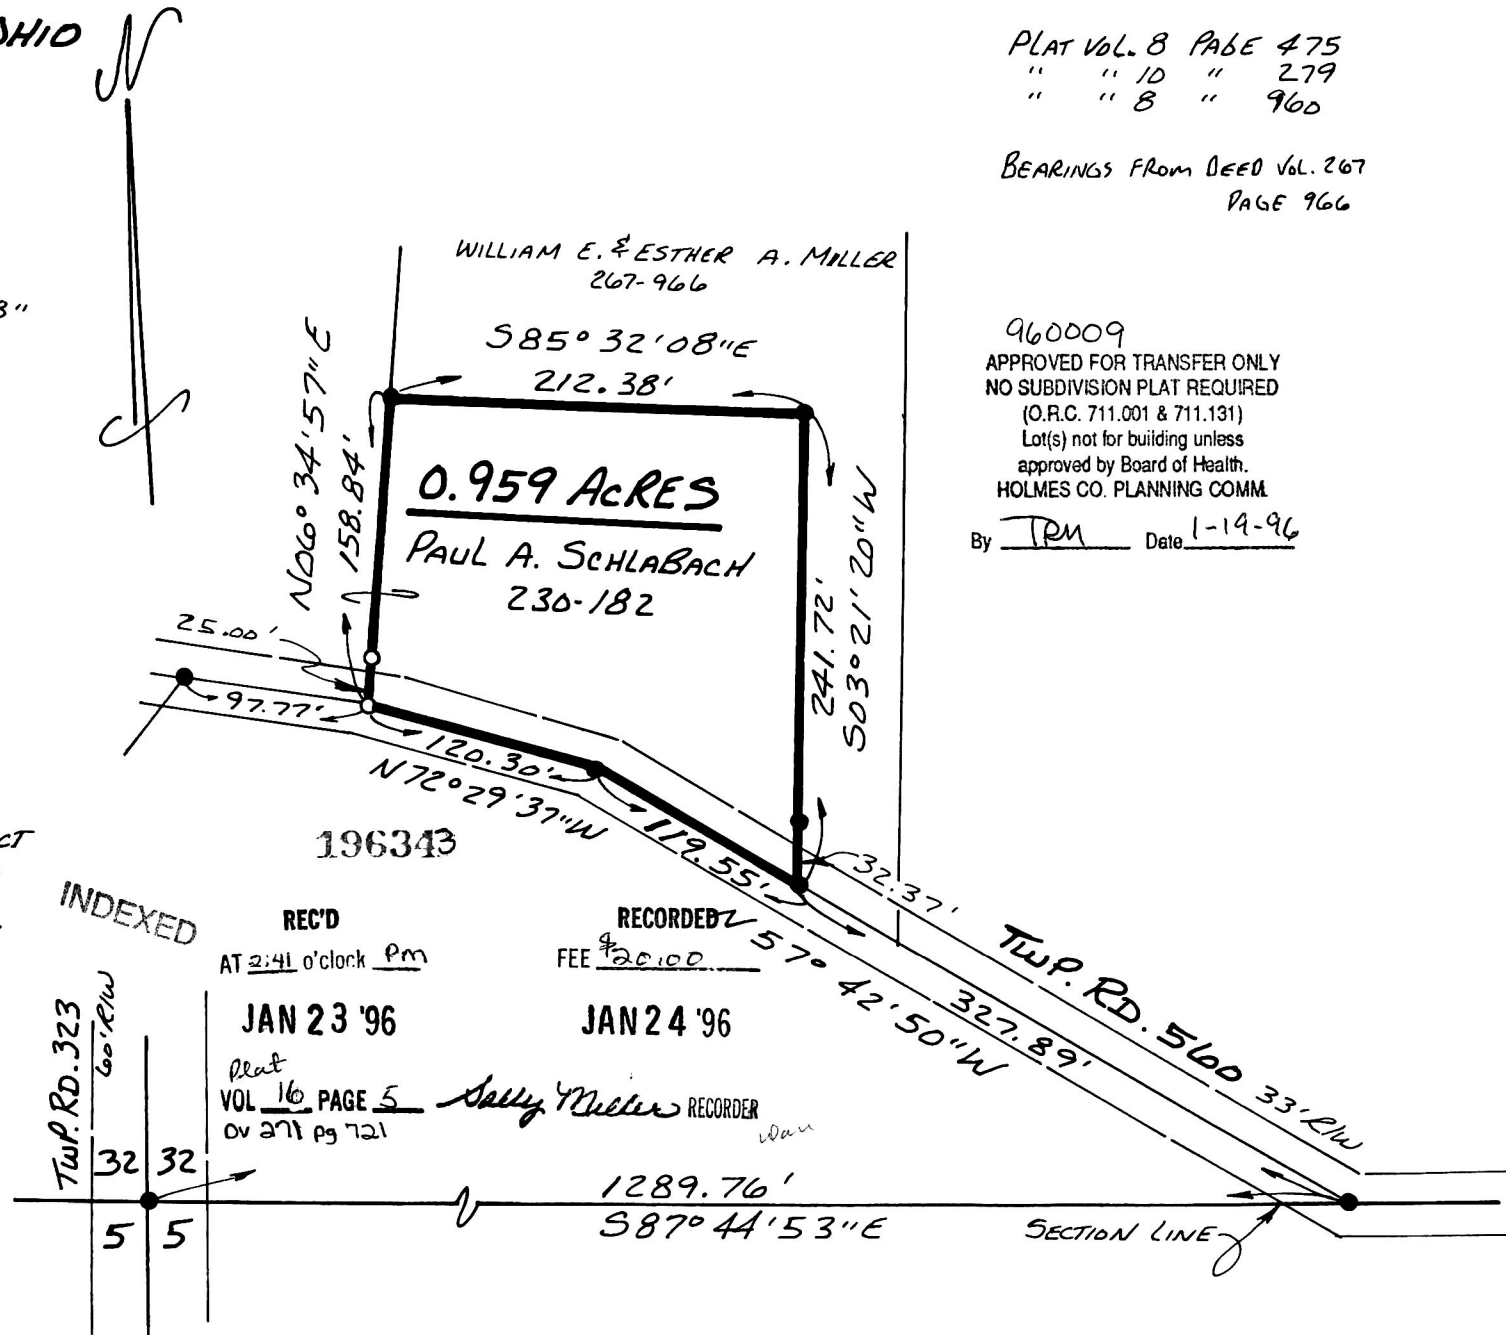 OHIO
N
PLAT VOL. 8 PAGE 475
" " 10 " 279
" " 8 " 960
BEARINGS FROM DEED VOL. 267
PAGE 966
WILLIAM E. & ESTHER A. MILLER
267-966
8"
S85° 32' 08"E
212.38'
960009
APPROVED FOR TRANSFER ONLY
NO SUBDIVISION PLAT REQUIRED
(O.R.C. 711.001 & 711.131)
Lot(s) not for building unless
approved by Board of Health.
HOLMES CO. PLANNING COMM.
By TRM Date 1-19-96
S
N06° 34' 57" E
158.84'
0.959 ACRES
PAUL A. SCHLABACH
230-182
241.72'
S03° 21' 20" W
25.00'
97.77'
120.30'
N72° 29' 37" W
119.55'
32.37'
N 57° 42' 50" W
327.89'
TWP. RD. 560
33' R/W
CT
196343
INDEXED
REC'D
AT 2:41 o'clock PM
JAN 23 '96
Plat
VOL 16 PAGE 5
OV 271 Pg 721
RECORDED
FEE $20.00
JAN 24 '96
Sally Miller RECORDER
TWP. RD. 323
60' R/W
32 32
5 5
1289.76'
S87° 44' 53"E
SECTION LINE